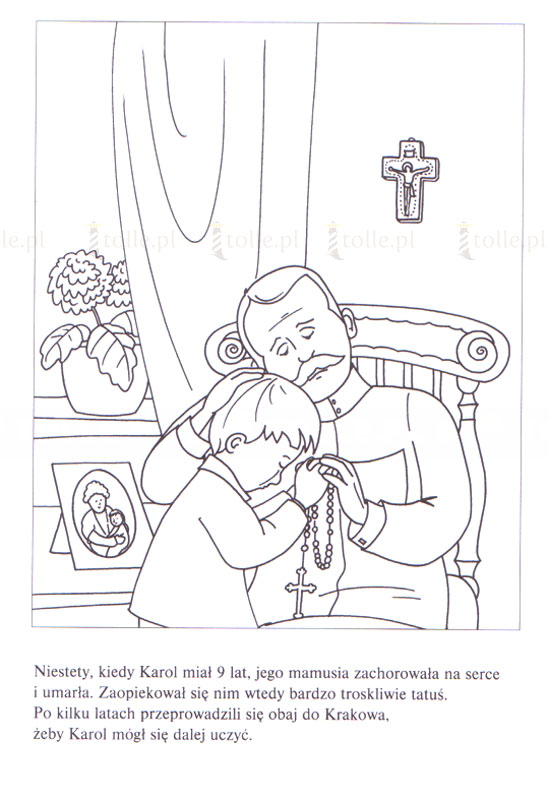 tolle.pl tolle.pl tolle.pl tolle.pl tolle.pl
Niestety, kiedy Karol miał 9 lat, jego mamusia zachorowała na serce
i umarła. Zaopiekował się nim wtedy bardzo troskliwie tatuś.
Po kilku latach przeprowadzili się obaj do Krakowa,
żeby Karol mógł się dalej uczyć.